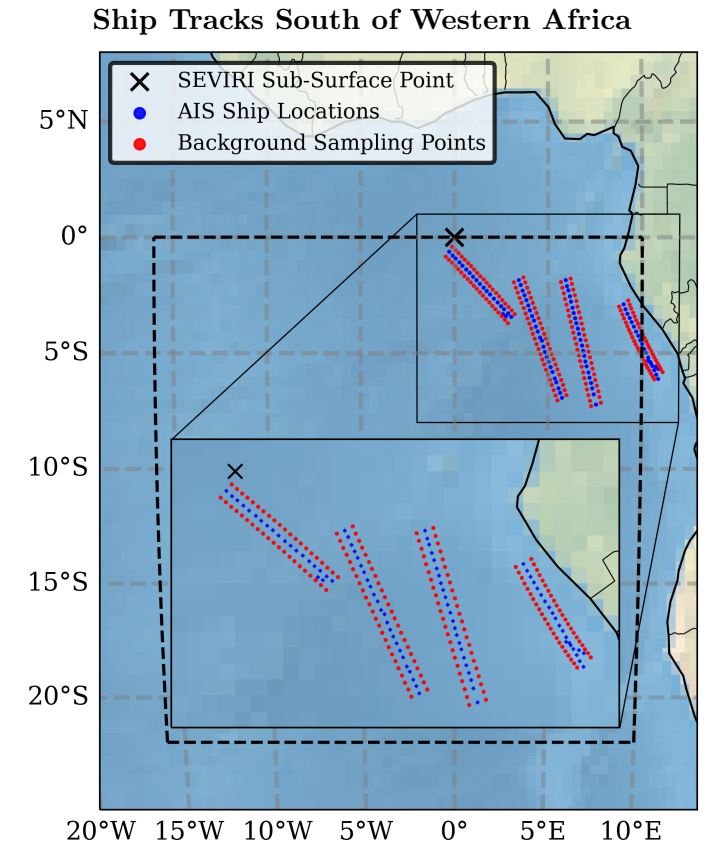 Ship Tracks South of Western Africa
SEVIRI Sub-Surface Point
AIS Ship Locations
Background Sampling Points
5°N
0°
5°S
10°S
15°S
20°S
20°W 15°W 10°W 5°W 0° 5°E 10°E